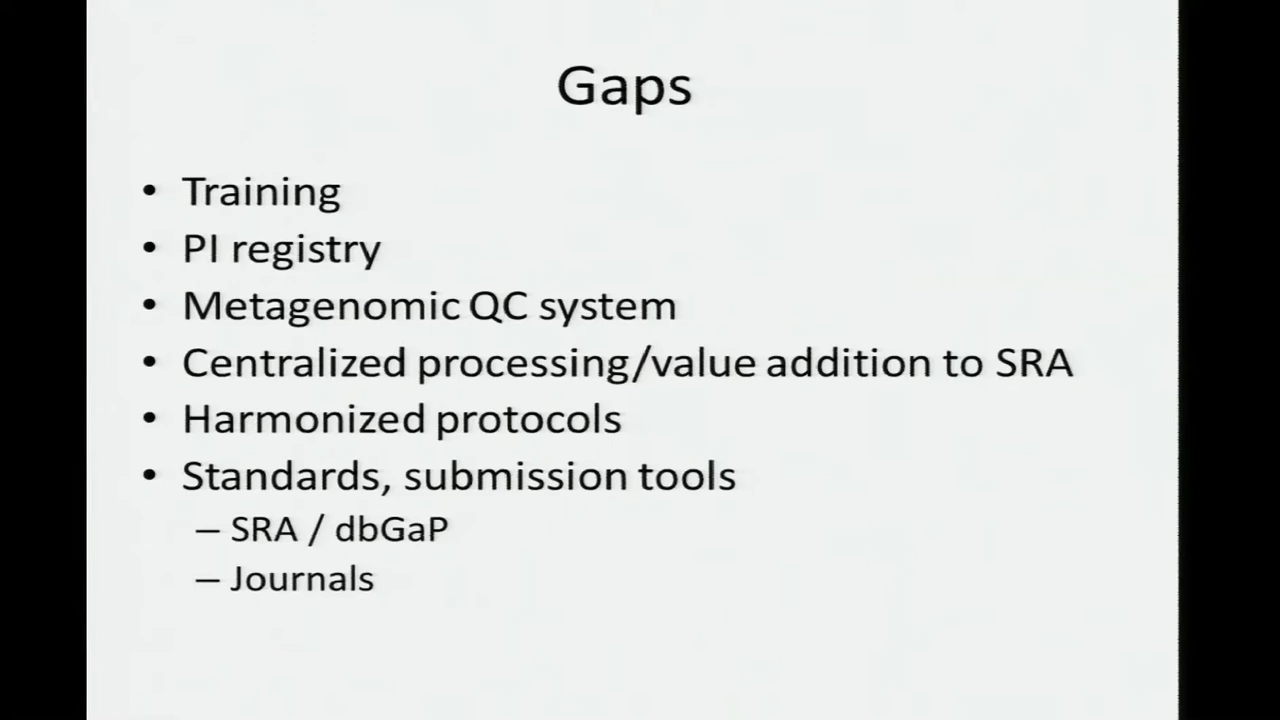 Gaps
• Training
• PI registry
• Metagenomic QC system
• Centralized processing/value addition to SRA
• Harmonized protocols
• Standards, submission tools
– SRA / dbGaP
– Journals